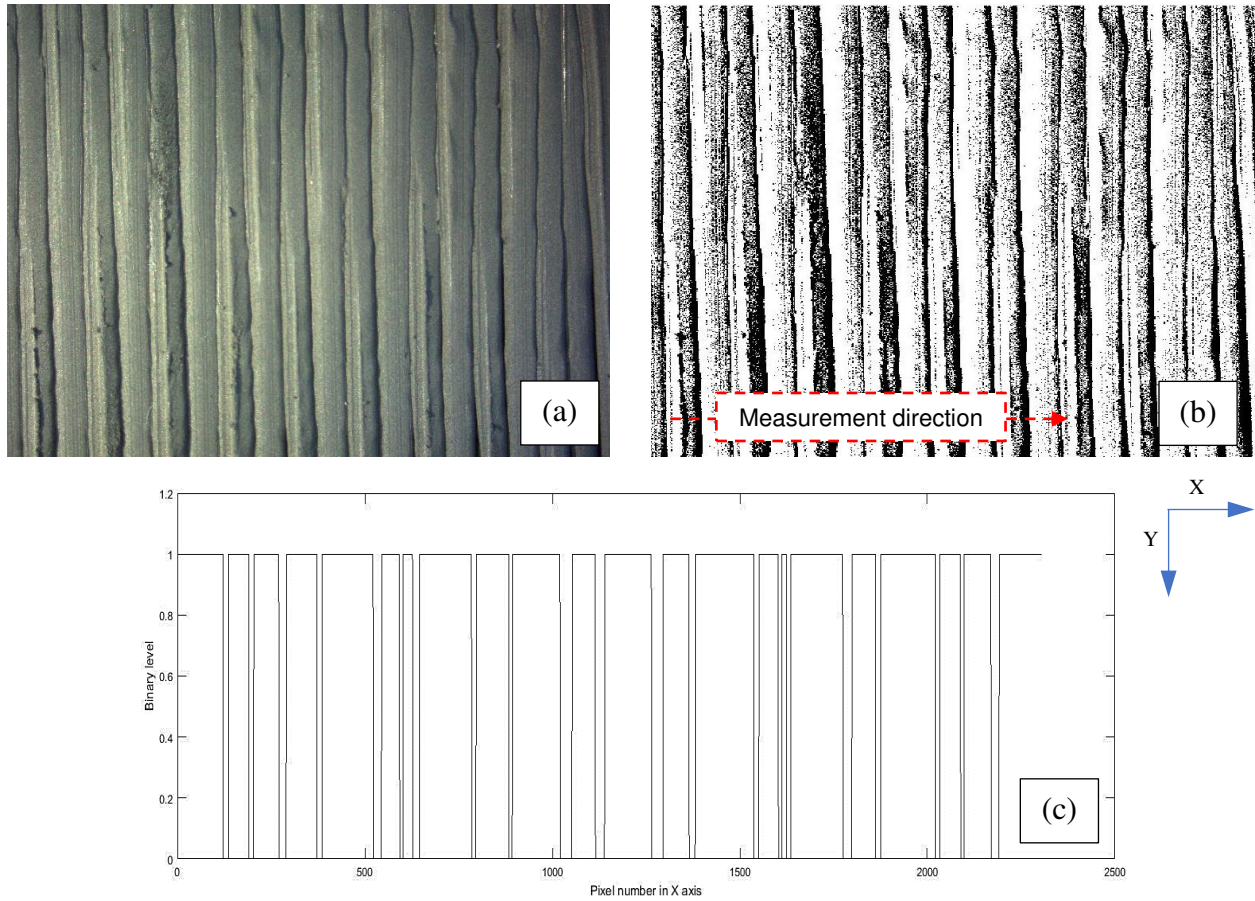 (a)
(b)
Measurement direction
X
Y
1.2
1
0.8
0.6
0.4
0.2
0
Binary level
(c)
0
500
1000
1500
2000
2500
Pixel number in X axis